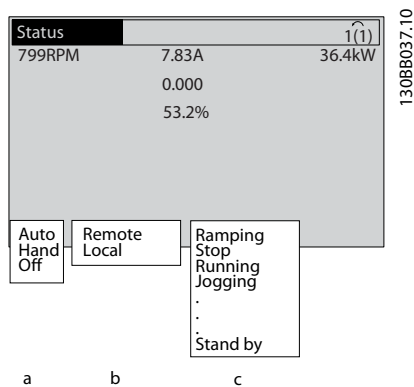 Status
1(1)
799RPM 7.83A 36.4kW
0.000
53.2%
Auto
Hand
Off
Remote
Local
Ramping
Stop
Running
Jogging
.
.
.
Stand by
a b c
130BB037.10